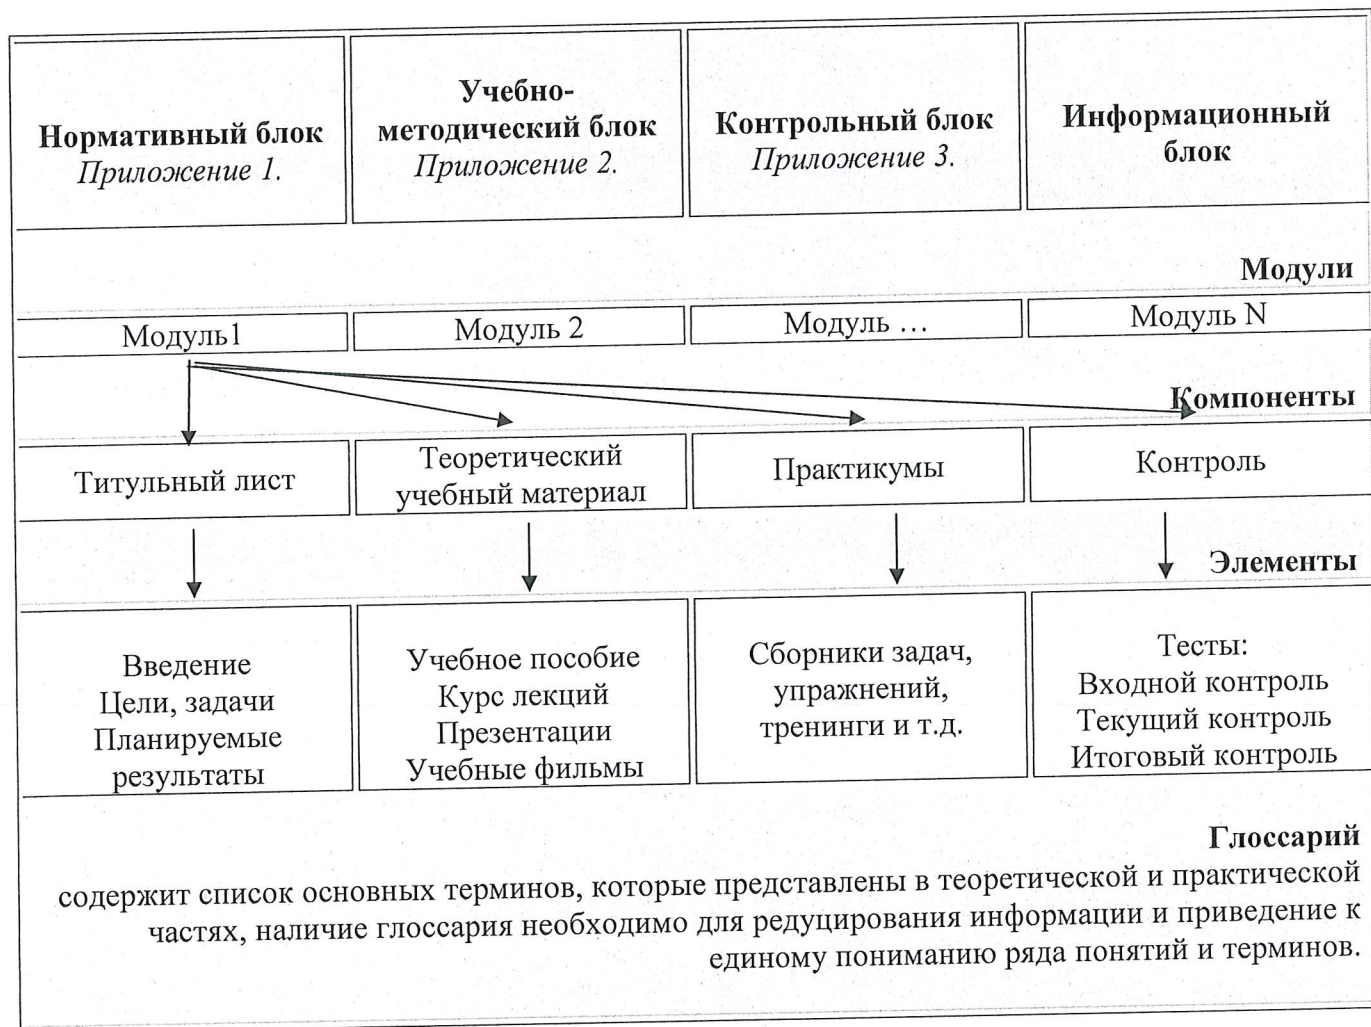 Нормативный блок
Приложение 1.
Учебно-
методический блок
Приложение 2.
Контрольный блок
Приложение 3.
Информационный
блок
Модули
Модуль1
Модуль 2
Модуль ...
Модуль N
Компоненты
Титульный лист
Теоретический
учебный материал
Практикумы
Контроль
Элементы
Введение
Цели, задачи
Планируемые
результаты
Учебное пособие
Курс лекций
Презентации
Учебные фильмы
Сборники задач,
упражнений,
тренинги и т.д.
Тесты:
Входной контроль
Текущий контроль
Итоговый контроль
Глоссарий
содержит список основных терминов, которые представлены в теоретической и практической
частях, наличие глоссария необходимо для редуцирования информации и приведение к
единому пониманию ряда понятий и терминов.